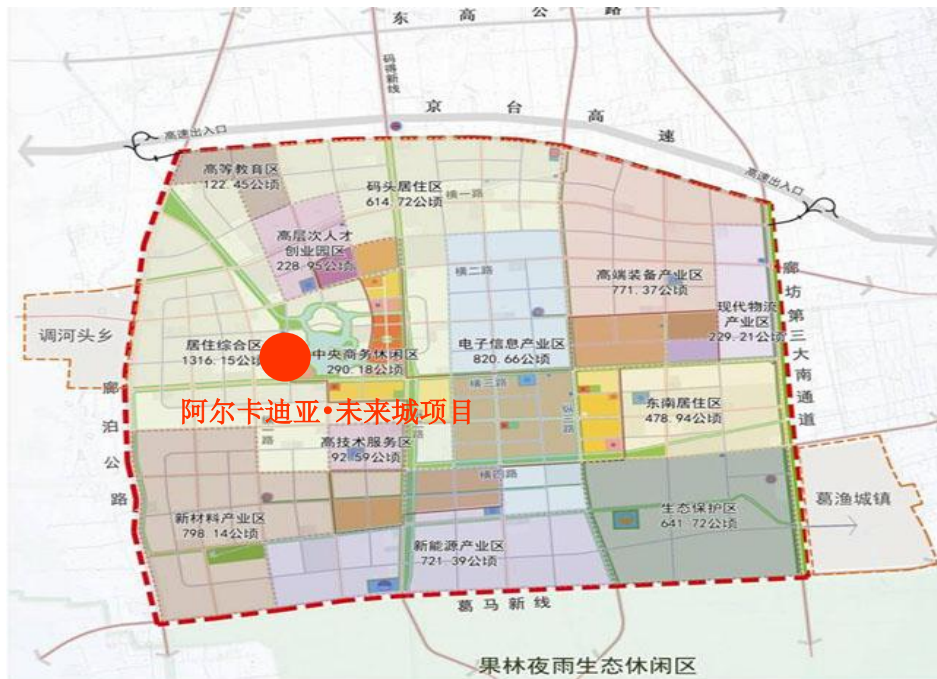 东高公路
码得新线
京台高速
高速出入口
高速出入口
高等教育区
122.45公顷
码头居住区
614.72公顷
横一路
高层次人才
创业园区
228.95公顷
横二路
高端装备产业区
771.37公顷
廊坊第三大南通道
现代物流
产业区
229.21公顷
调河头乡
居住综合区
1316.15公顷
中央商务休闲区
290.18公顷
电子信息产业区
820.66公顷
横三路
廊泊公路
阿尔卡迪亚•未来城项目
东南居住区
478.94公顷
高技术服务区
92.59公顷
横四路
葛渔城镇
新材料产业区
798.14公顷
生态保护区
641.72公顷
新能源产业区
721.39公顷
葛马新线
果林夜雨生态休闲区